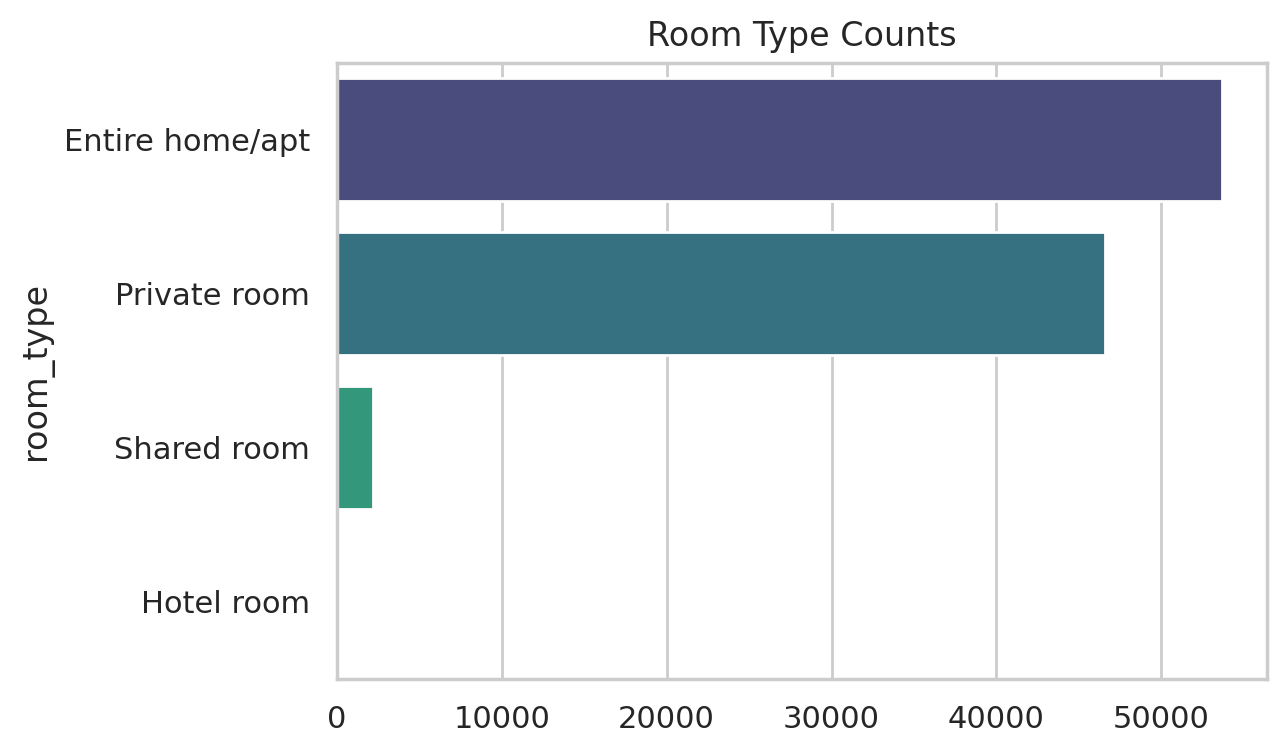 Room Type Counts
Entire home/apt
Private room
Shared room
Hotel room
room_type
0 10000 20000 30000 40000 50000